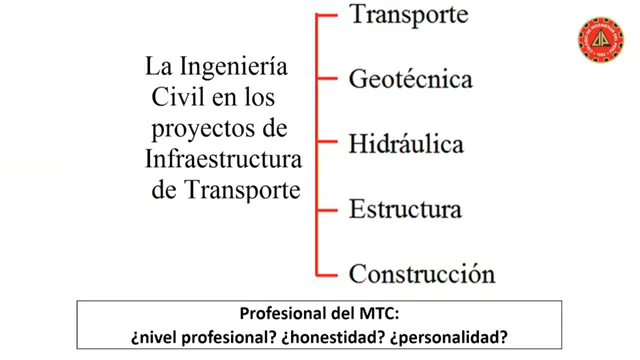 La Ingeniería
Civil en los
proyectos de
Infraestructura
de Transporte
Transporte
Geotécnica
Hidráulica
Estructura
Construcción
Profesional del MTC:
¿nivel profesional? ¿honestidad? ¿personalidad?